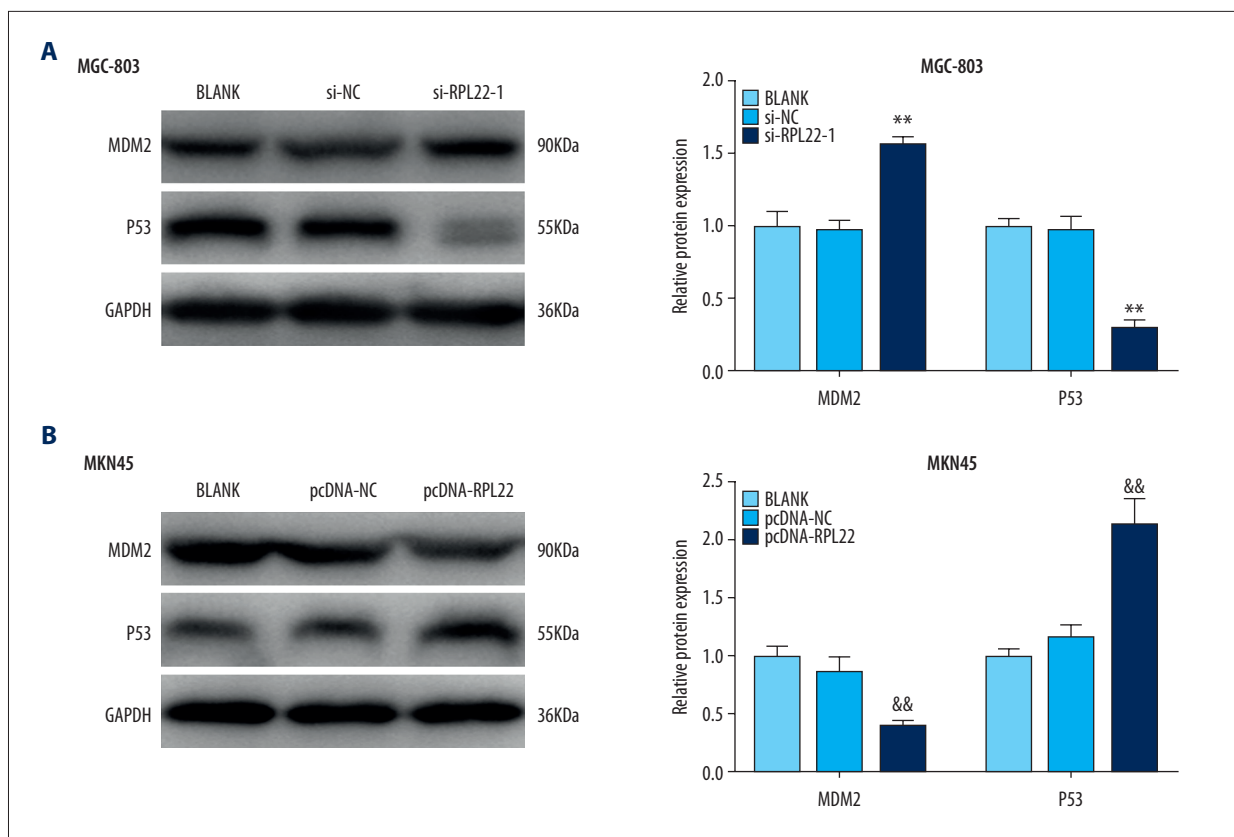 A
MGC-803
BLANK si-NC si-RPL22-1
MDM2 90KDa
P53 55KDa
GAPDH 36KDa
MGC-803
Relative protein expression
2.0
1.5
1.0
0.5
0.0
BLANK
si-NC
si-RPL22-1
**
**
MDM2 P53
B
MKN45
BLANK pcDNA-NC pcDNA-RPL22
MDM2 90KDa
P53 55KDa
GAPDH 36KDa
MKN45
Relative protein expression
2.5
2.0
1.5
1.0
0.5
0.0
BLANK
pcDNA-NC
pcDNA-RPL22
&&
&&
MDM2 P53